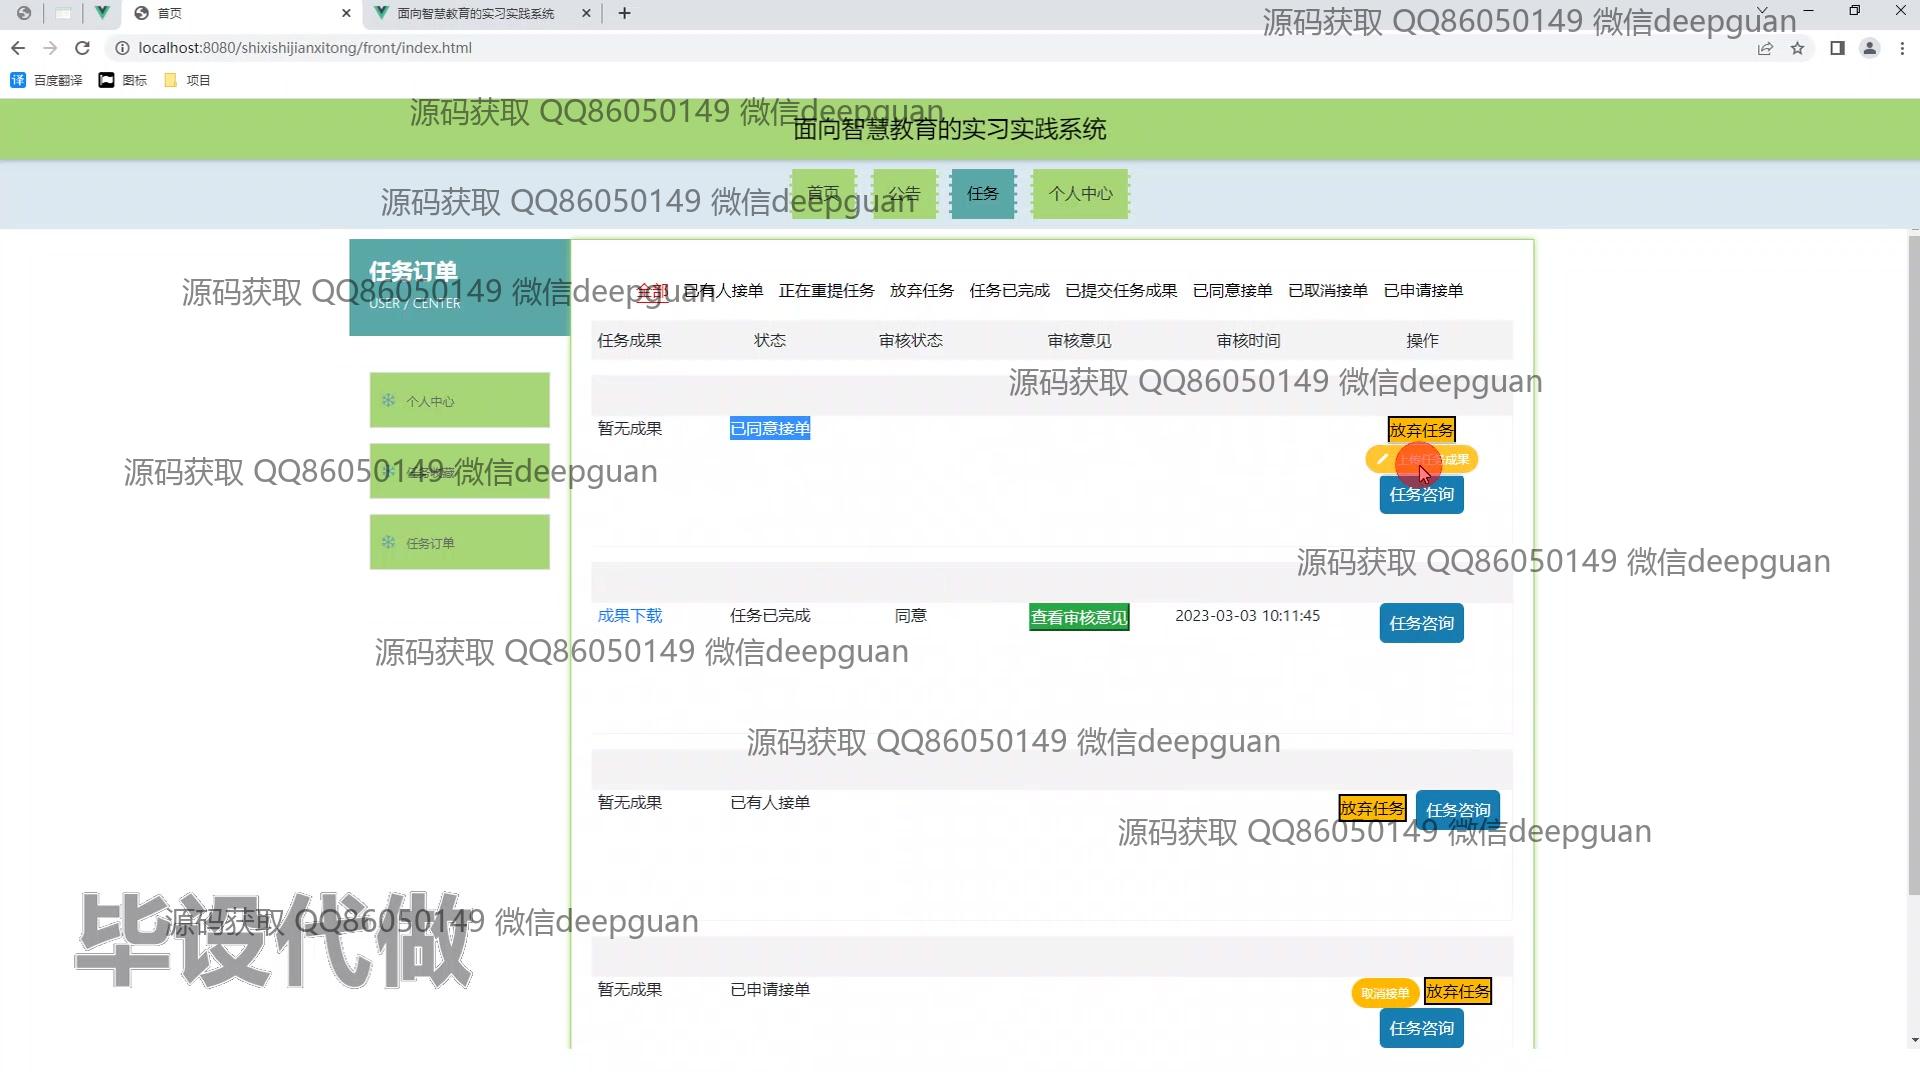 首页
面向智慧教育的实习实践系统
源码获取 QQ86050149 微信deepguan
localhost:8080/shixishijianxitong/front/index.html
译 百度翻译 图标 项目
源码获取 QQ86050149 微信deepguan
面向智慧教育的实习实践系统
首页 公告 任务 个人中心
源码获取 QQ86050149 微信deepguan
任务订单
USER / CENTER
源码获取 QQ86050149 微信deepguan
全部 已有人接单 正在重提任务 放弃任务 任务已完成 已提交任务成果 已同意接单 已取消接单 已申请接单
任务成果 状态 审核状态 审核意见 审核时间 操作
源码获取 QQ86050149 微信deepguan
个人中心
暂无成果 已同意接单 放弃任务
上传任务成果
任务收藏
源码获取 QQ86050149 微信deepguan
任务咨询
任务订单
源码获取 QQ86050149 微信deepguan
成果下载 任务已完成 同意 查看审核意见 2023-03-03 10:11:45 任务咨询
源码获取 QQ86050149 微信deepguan
源码获取 QQ86050149 微信deepguan
暂无成果 已有人接单 放弃任务 任务咨询
源码获取 QQ86050149 微信deepguan
毕设代做
源码获取 QQ86050149 微信deepguan
暂无成果 已申请接单 取消接单 放弃任务
任务咨询